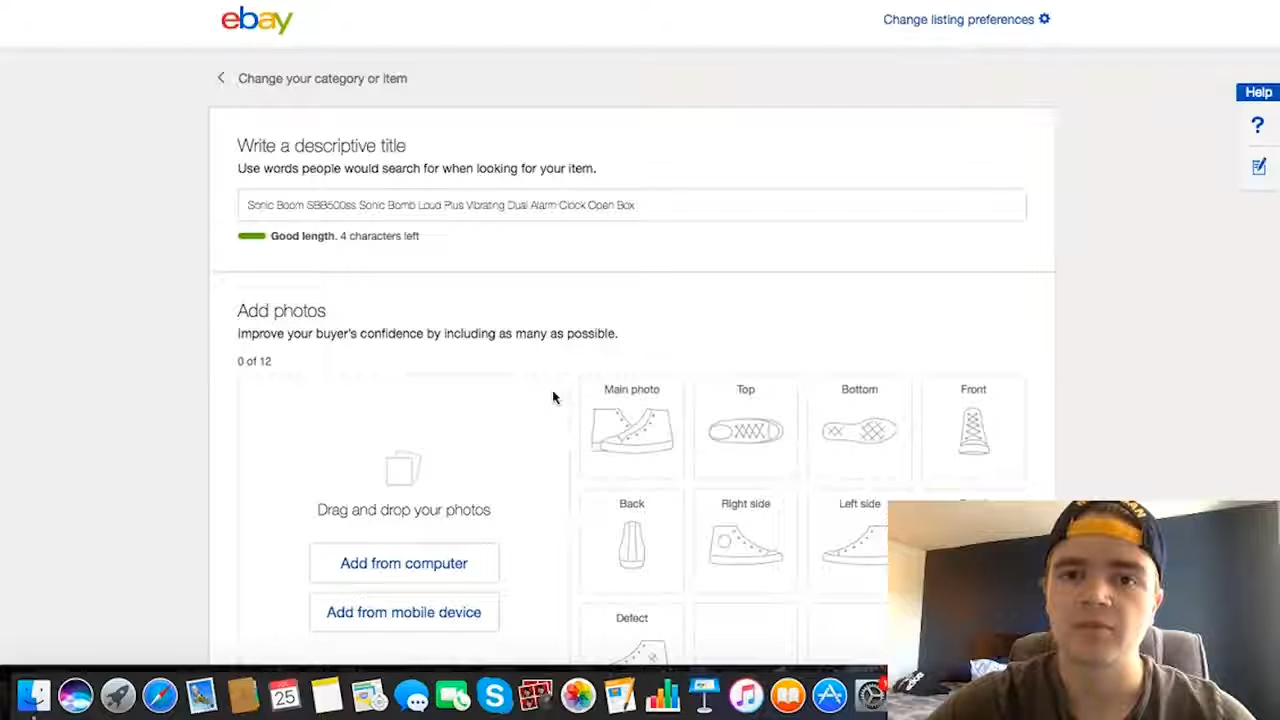 ebay
Change listing preferences
Change your category or item
Help
?
Write a descriptive title
Use words people would search for when looking for your item.
Sonic Boom SBB500ss Sonic Bomb Loud Plus Vibrating Dual Alarm Clock Open Box
Good length. 4 characters left
Add photos
Improve your buyer's confidence by including as many as possible.
0 of 12
Main photo
Top
Bottom
Front
Back
Right side
Left side
Drag and drop your photos
Add from computer
Add from mobile device
Defect
25